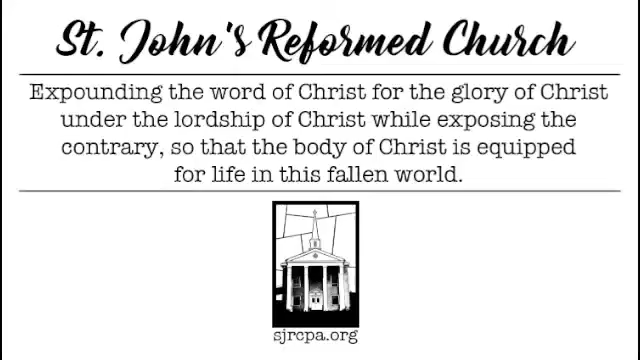 St. John's Reformed Church
Expounding the word of Christ for the glory of Christ
under the lordship of Christ while exposing the
contrary, so that the body of Christ is equipped
for life in this fallen world.
sjrcpa.org